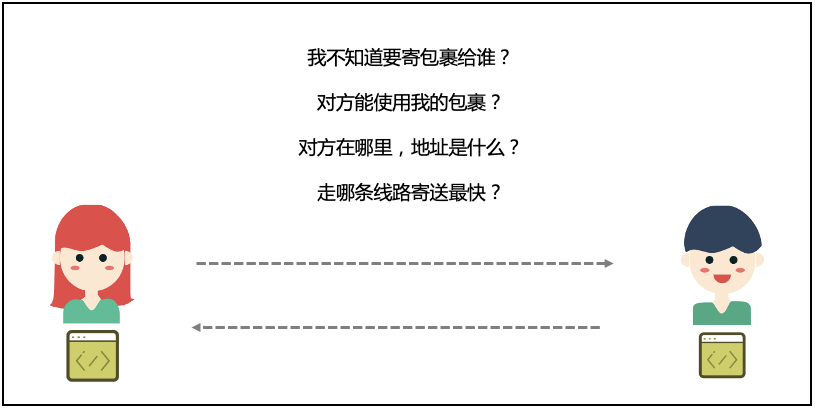 我不知道要寄包裹给谁？
对方能使用我的包裹？
对方在哪里，地址是什么？
走哪条线路寄送最快？
</>
</>